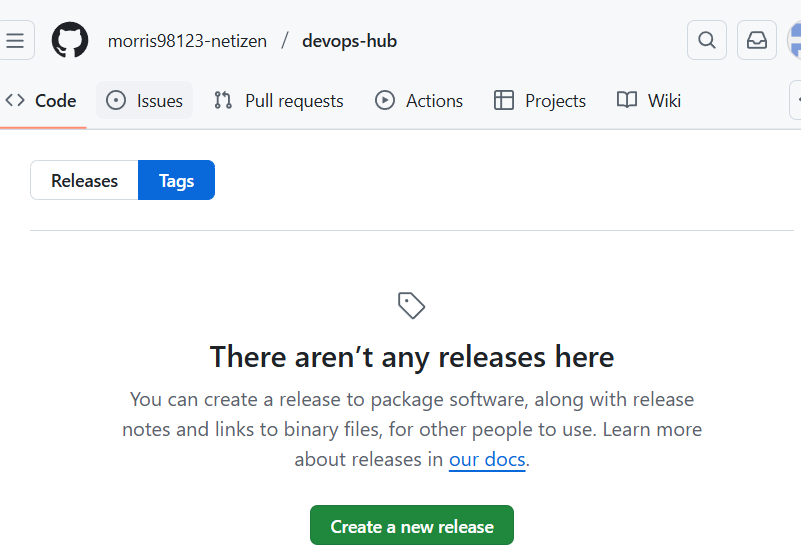 morris98123-netizen / devops-hub
Code Issues Pull requests Actions Projects Wiki
Releases Tags
There aren’t any releases here
You can create a release to package software, along with release
notes and links to binary files, for other people to use. Learn more
about releases in our docs.
Create a new release